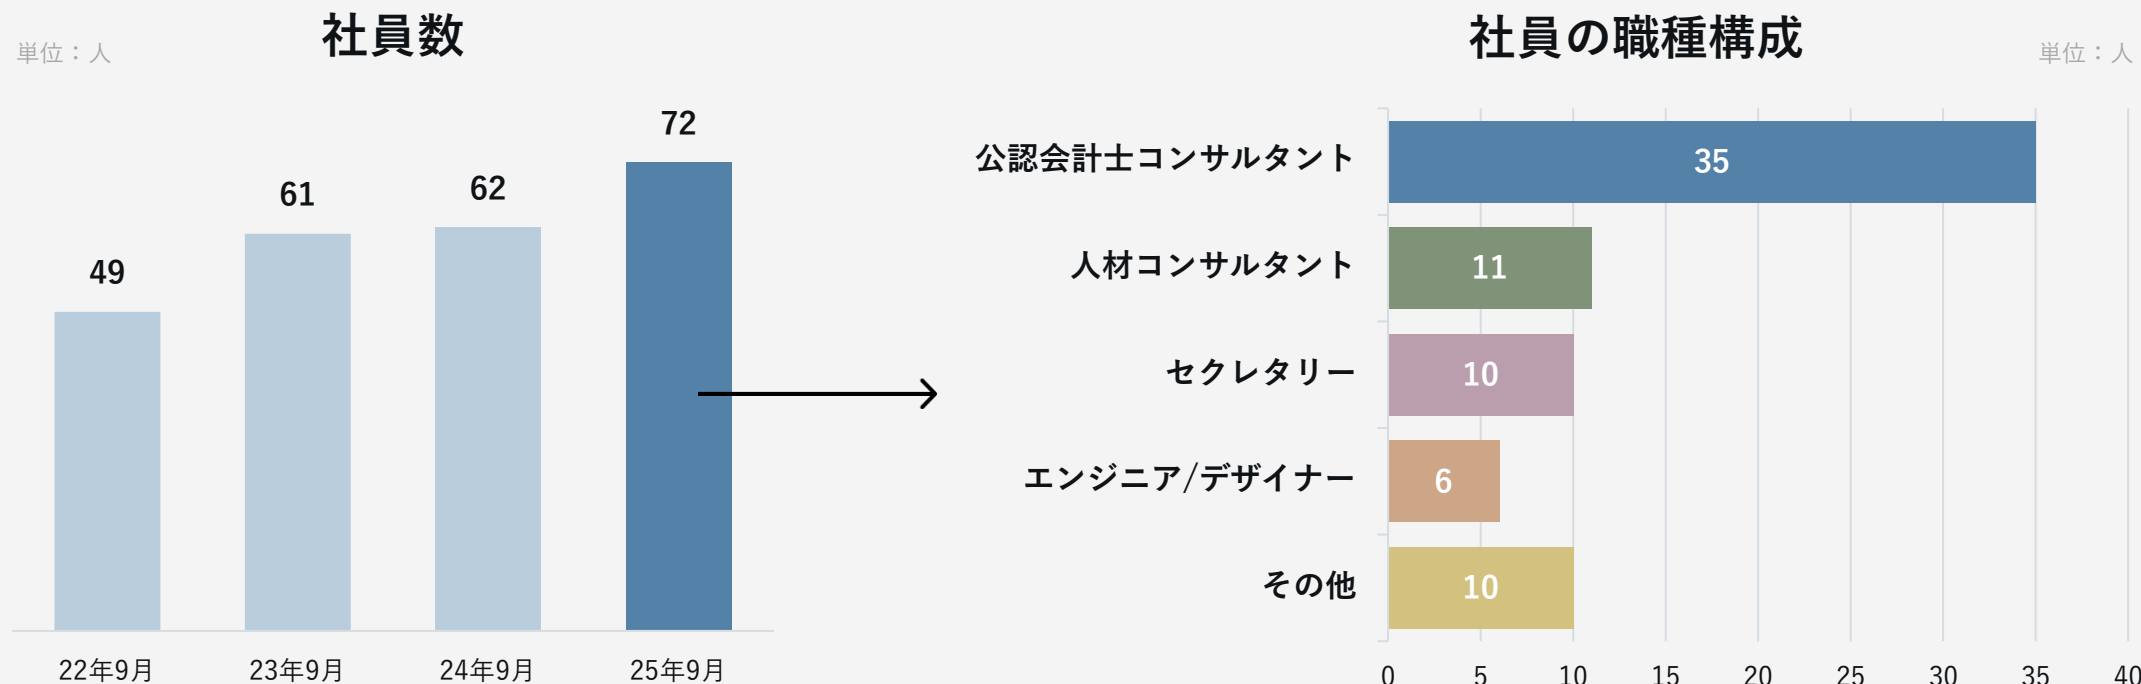 社員数
単位：人
49
61
62
72
22年9月
23年9月
24年9月
25年9月
社員の職種構成
単位：人
公認会計士コンサルタント
35
人材コンサルタント
11
セクレタリー
10
エンジニア/デザイナー
6
その他
10
0 5 10 15 20 25 30 35 40